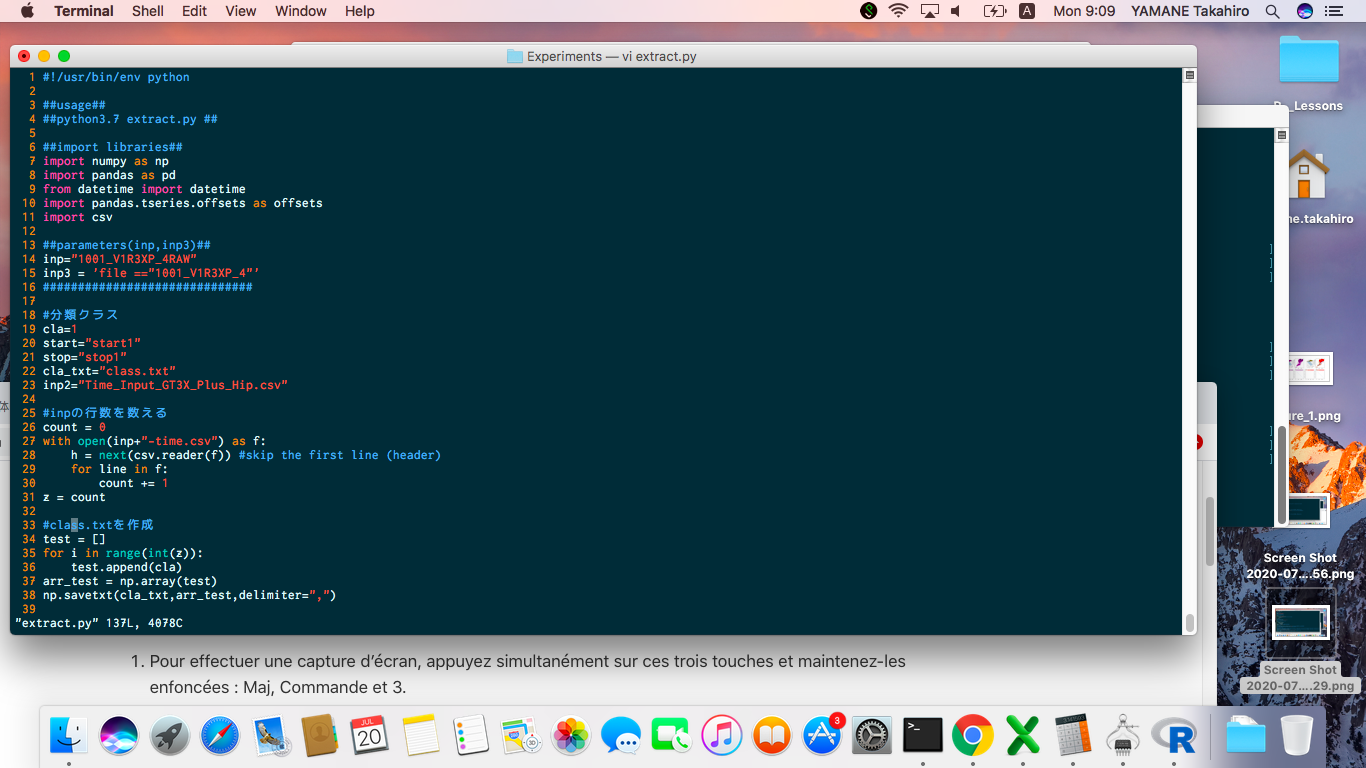 Terminal Shell Edit View Window Help Mon 9:09 YAMANE Takahiro
Experiments — vi extract.py
1 #!/usr/bin/env python
2
3 ##usage##
4 ##python3.7 extract.py ##
5
6 ##import libraries##
7 import numpy as np
8 import pandas as pd
9 from datetime import datetime
10 import pandas.tseries.offsets as offsets
11 import csv
12
13 ##parameters(inp,inp3)##
14 inp="1001_V1R3XP_4RAW"
15 inp3 = 'file =="1001_V1R3XP_4"'
16 ##############################
17
18 #分類クラス
19 cla=1
20 start="start1"
21 stop="stop1"
22 cla_txt="class.txt"
23 inp2="Time_Input_GT3X_Plus_Hip.csv"
24
25 #inpの行数を数える
26 count = 0
27 with open(inp+"-time.csv") as f:
28     h = next(csv.reader(f)) #skip the first line (header)
29     for line in f:
30         count += 1
31 z = count
32
33 #class.txtを作成
34 test = []
35 for i in range(int(z)):
36     test.append(cla)
37 arr_test = np.array(test)
38 np.savetxt(cla_txt,arr_test,delimiter=",")
39
"extract.py" 137L, 4078C
_Lessons
ne.takahiro
ure_1.png
Screen Shot
2020-07....56.png
Screen Shot
2020-07....29.png
体
1. Pour effectuer une capture d’écran, appuyez simultanément sur ces trois touches et maintenez-les
enfoncées : Maj, Commande et 3.
JUL
20
3